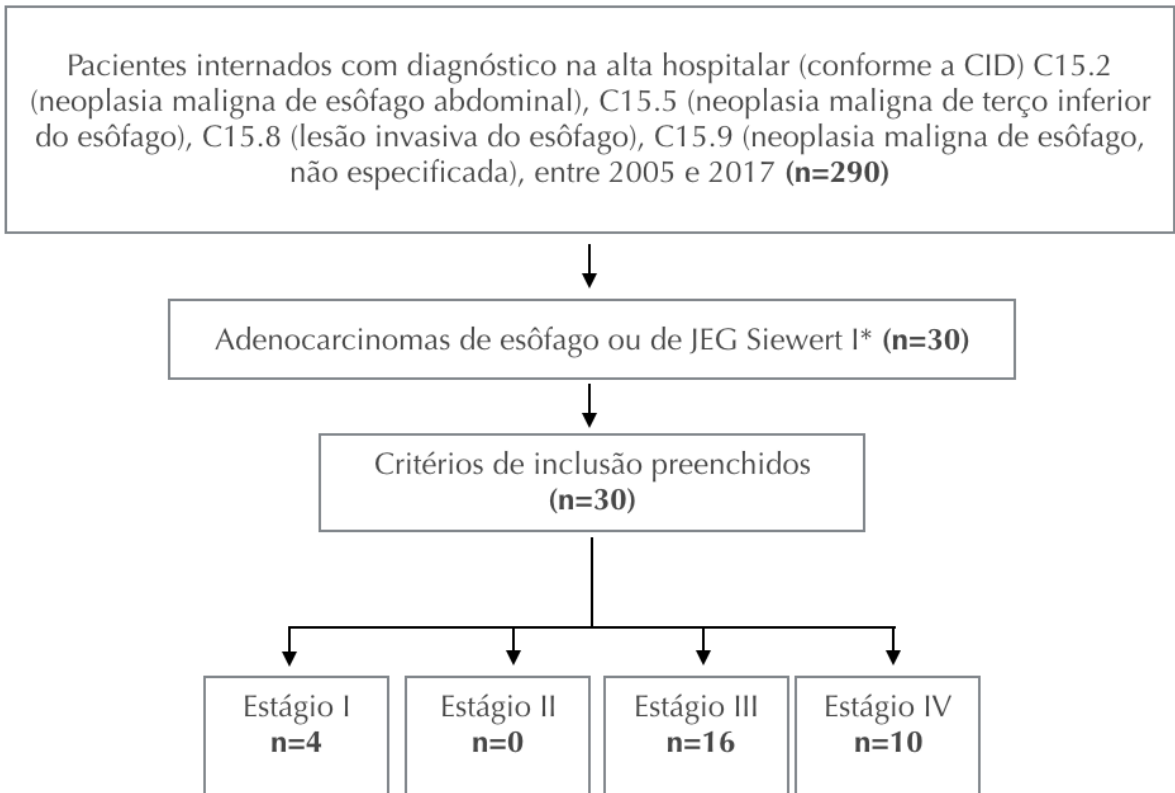 Pacientes internados com diagnóstico na alta hospitalar (conforme a CID) C15.2
(neoplasia maligna de esôfago abdominal), C15.5 (neoplasia maligna de terço inferior
do esôfago), C15.8 (lesão invasiva do esôfago), C15.9 (neoplasia maligna de esôfago,
não especificada), entre 2005 e 2017 (n=290)
Adenocarcinomas de esôfago ou de JEG Siewert I* (n=30)
Critérios de inclusão preenchidos
(n=30)
Estágio I
n=4
Estágio II
n=0
Estágio III
n=16
Estágio IV
n=10